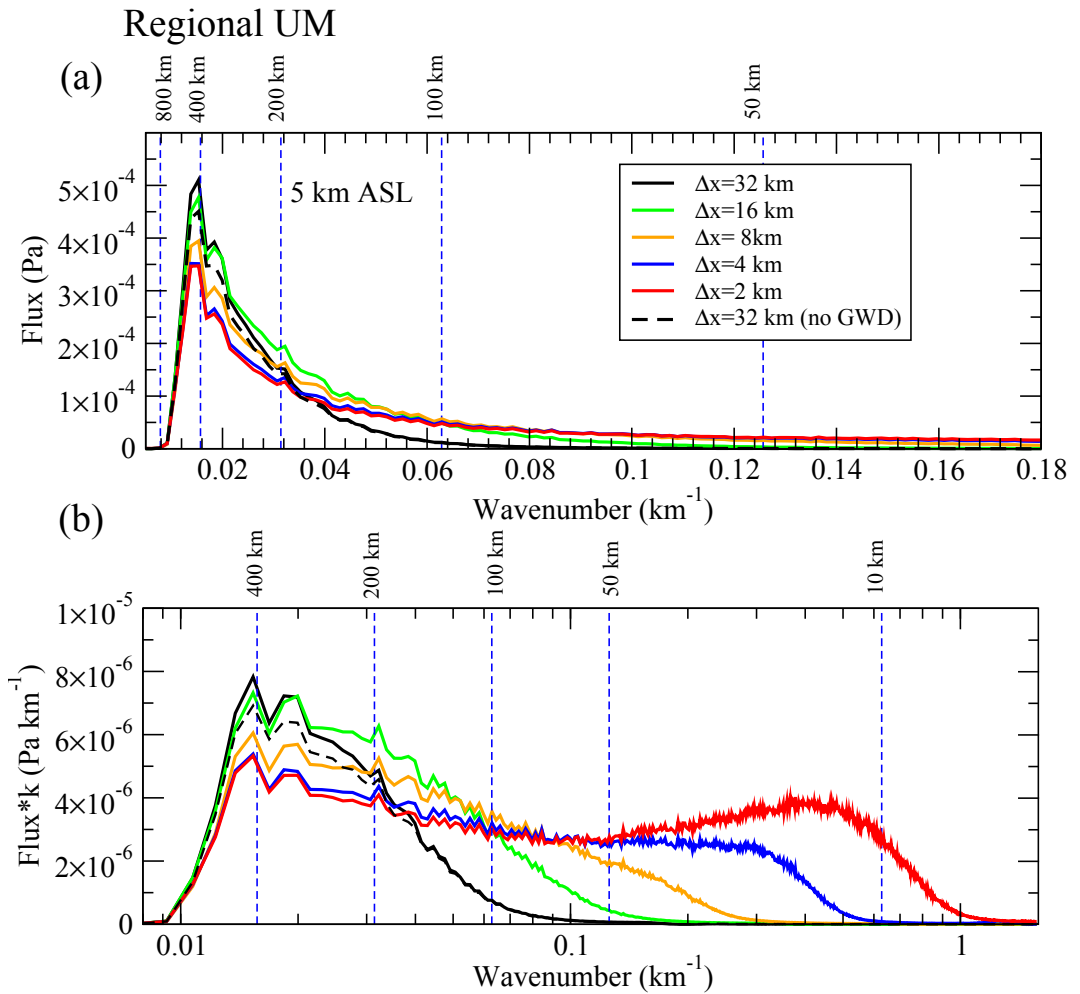 Regional UM
(a)
800 km
400 km
200 km
100 km
50 km
5×10⁻⁴
4×10⁻⁴
3×10⁻⁴
2×10⁻⁴
1×10⁻⁴
0
Flux (Pa)
5 km ASL
Δx=32 km
Δx=16 km
Δx= 8km
Δx=4 km
Δx=2 km
Δx=32 km (no GWD)
0.02 0.04 0.06 0.08 0.1 0.12 0.14 0.16 0.18
Wavenumber (km⁻¹)
(b)
400 km
200 km
100 km
50 km
10 km
1×10⁻⁵
8×10⁻⁶
6×10⁻⁶
4×10⁻⁶
2×10⁻⁶
0
Flux*k (Pa km⁻¹)
0.01 0.1 1
Wavenumber (km⁻¹)